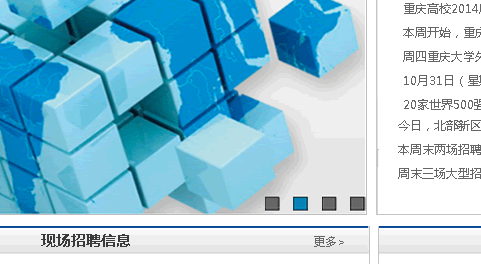 重庆高校2014
本周开始，重庆
周四重庆大学
10月31日（星
20家世界500强
今日，北部新区
本周末两场招聘
周末三场大型招
现场招聘信息
更多>